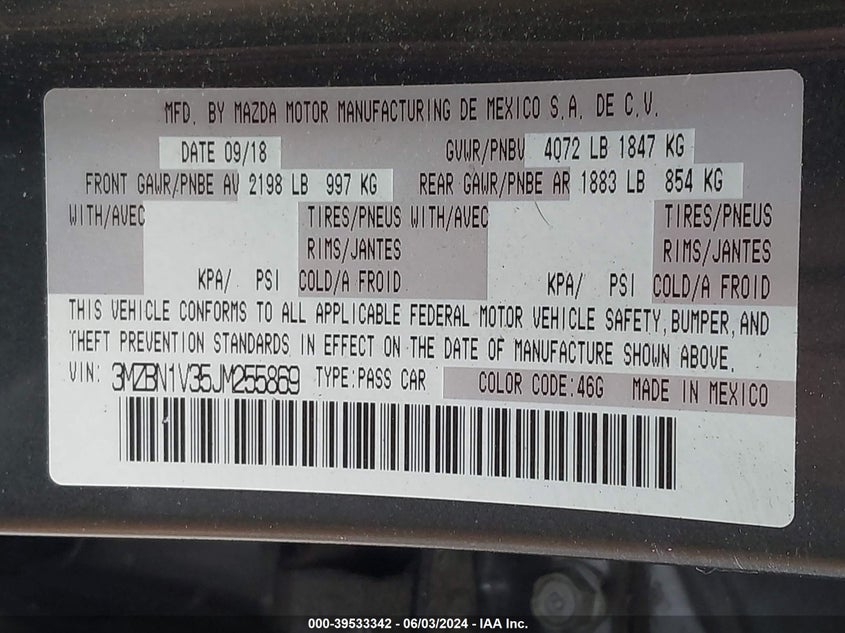 MFD. BY MAZDA MOTOR MANUFACTURING DE MEXICO S.A. DE C.V.
DATE 09/18 GVWR/PNBV 4072 LB 1847 KG
FRONT GAWR/PNBE AV 2198 LB 997 KG REAR GAWR/PNBE AR 1883 LB 854 KG
WITH/AVEC TIRES/PNEUS WITH/AVEC TIRES/PNEUS
RIMS/JANTES RIMS/JANTES
KPA/ PSI COLD/A FROID KPA/ PSI COLD/A FROID
THIS VEHICLE CONFORMS TO ALL APPLICABLE FEDERAL MOTOR VEHICLE SAFETY, BUMPER, AND
THEFT PREVENTION STANDARDS IN EFFECT ON THE DATE OF MANUFACTURE SHOWN ABOVE.
VIN: 3MZBN1V35JM255869 TYPE:PASS CAR COLOR CODE:46G MADE IN MEXICO
000-39533342 - 06/03/2024 - IAA Inc.